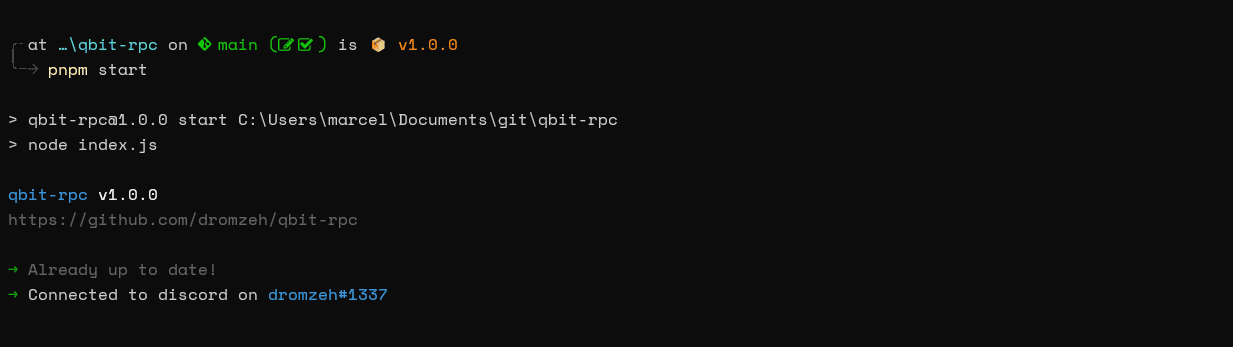 at …\qbit-rpc on main () is v1.0.0
pnpm start
> qbit-rpc@1.0.0 start C:\Users\marcel\Documents\git\qbit-rpc
> node index.js
qbit-rpc v1.0.0
https://github.com/dromzeh/qbit-rpc
→ Already up to date!
→ Connected to discord on dromzeh#1337